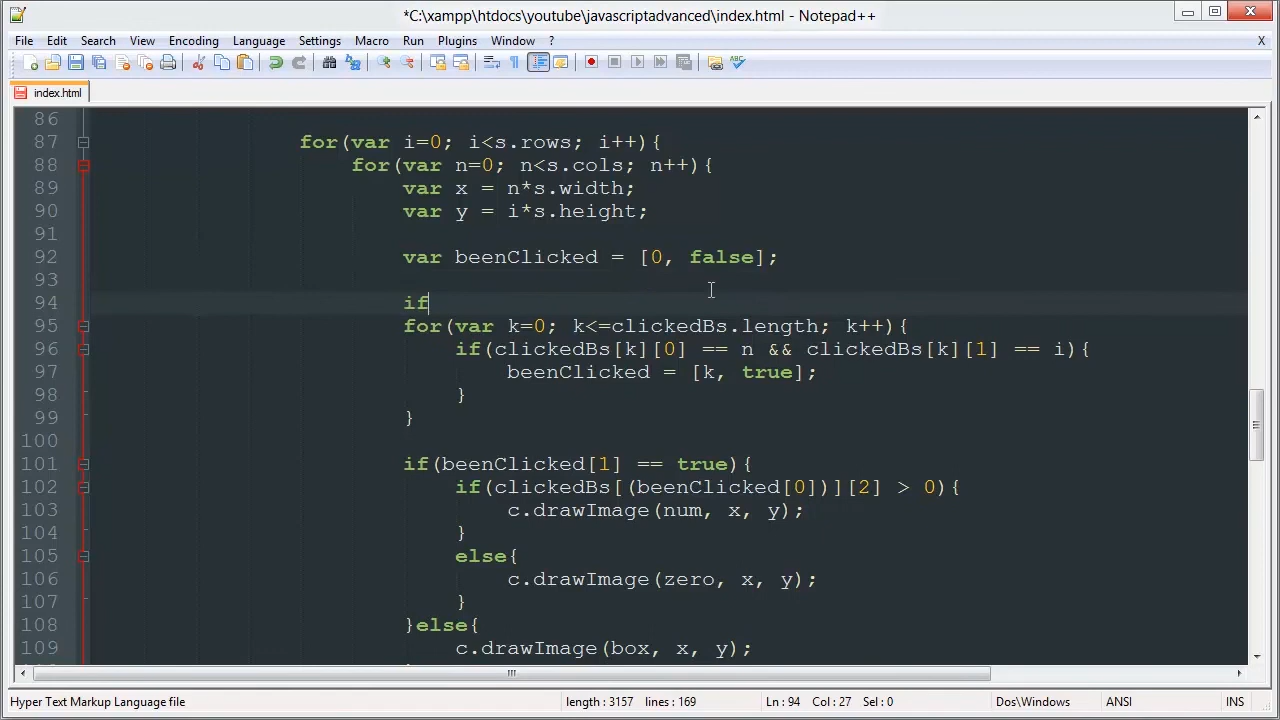 *C:\xampp\htdocs\youtube\javascriptadvanced\index.html - Notepad++
File Edit Search View Encoding Language Settings Macro Run Plugins Window ? X
index.html
86
87 for(var i=0; i<s.rows; i++){
88 for(var n=0; n<s.cols; n++){
89 var x = n*s.width;
90 var y = i*s.height;
91
92 var beenClicked = [0, false];
93
94 if
95 for(var k=0; k<=clickedBs.length; k++){
96 if(clickedBs[k][0] == n && clickedBs[k][1] == i){
97 beenClicked = [k, true];
98 }
99 }
100
101 if(beenClicked[1] == true){
102 if(clickedBs[(beenClicked[0])][2] > 0){
103 c.drawImage(num, x, y);
104 }
105 else{
106 c.drawImage(zero, x, y);
107 }
108 }else{
109 c.drawImage(box, x, y);
Hyper Text Markup Language file length : 3157 lines : 169 Ln : 94 Col : 27 Sel : 0 Dos\Windows ANSI INS